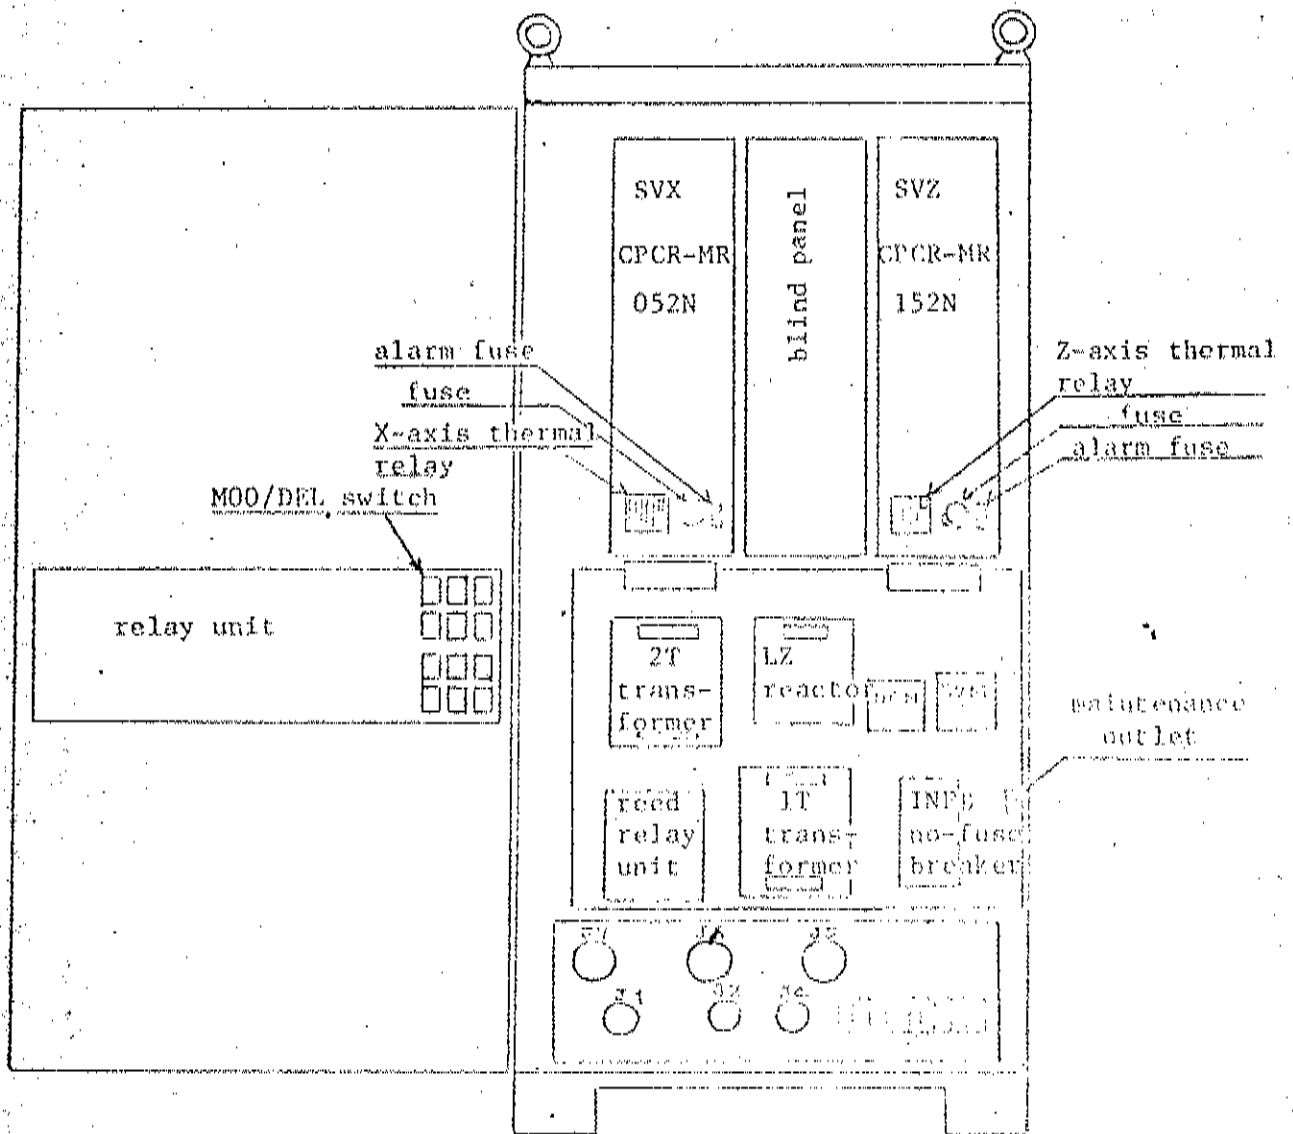 SVX
CPCR-MR
052N
blind panel
SVZ
CPCR-MR
152N
alarm fuse
fuse
X-axis thermal
relay
MOO/DEL switch
Z-axis thermal
relay
fuse
alarm fuse
relay unit
2T
trans-
former
LZ
reactor
maintenance
outlet
reed
relay
unit
1T
trans-
former
no-fuse
breaker